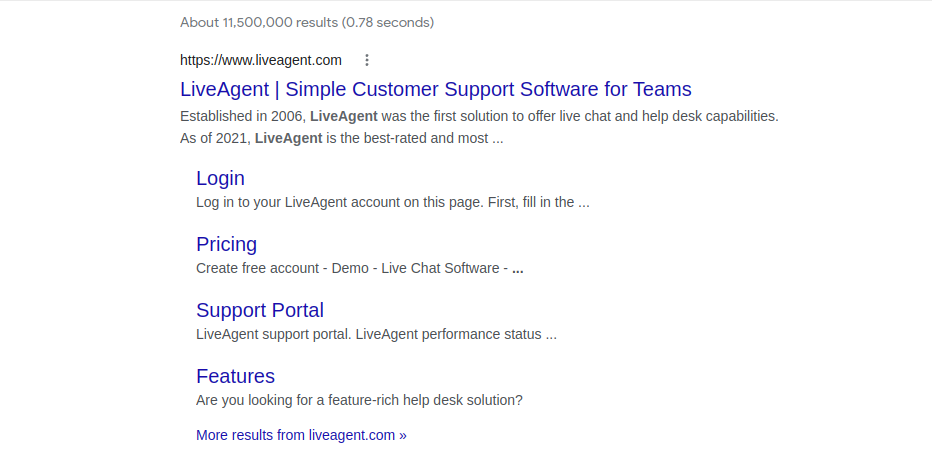 About 11,500,000 results (0.78 seconds)
https://www.liveagent.com
LiveAgent | Simple Customer Support Software for Teams
Established in 2006, LiveAgent was the first solution to offer live chat and help desk capabilities.
As of 2021, LiveAgent is the best-rated and most ...
Login
Log in to your LiveAgent account on this page. First, fill in the ...
Pricing
Create free account - Demo - Live Chat Software - ...
Support Portal
LiveAgent support portal. LiveAgent performance status ...
Features
Are you looking for a feature-rich help desk solution?
More results from liveagent.com »